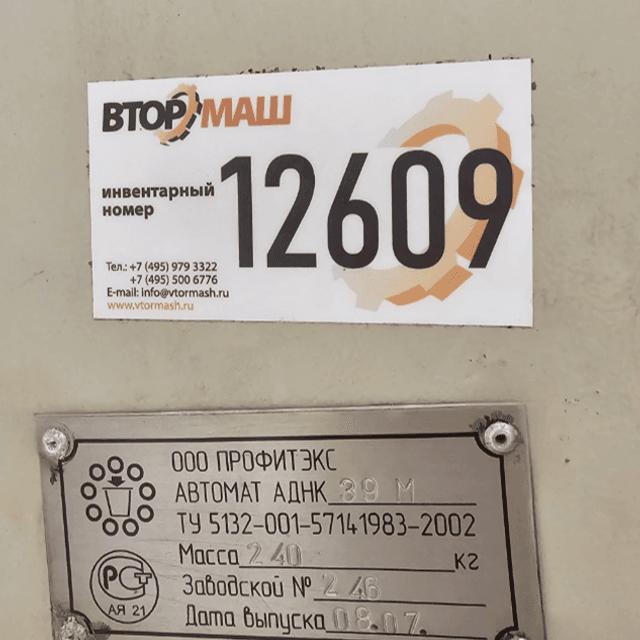 ВТОРМАШ
инвентарный
номер
12609
Тел.: +7 (495) 979 3322
+7 (495) 500 6776
E-mail: info@vtormash.ru
www.vtormash.ru
ООО ПРОФИТЭКС
АВТОМАТ АДНК 39 М
ТУ 5132-001-57141983-2002
Масса 240 кг
Заводской № 246
Дата выпуска 08.07.
РСТ
АЯ 21